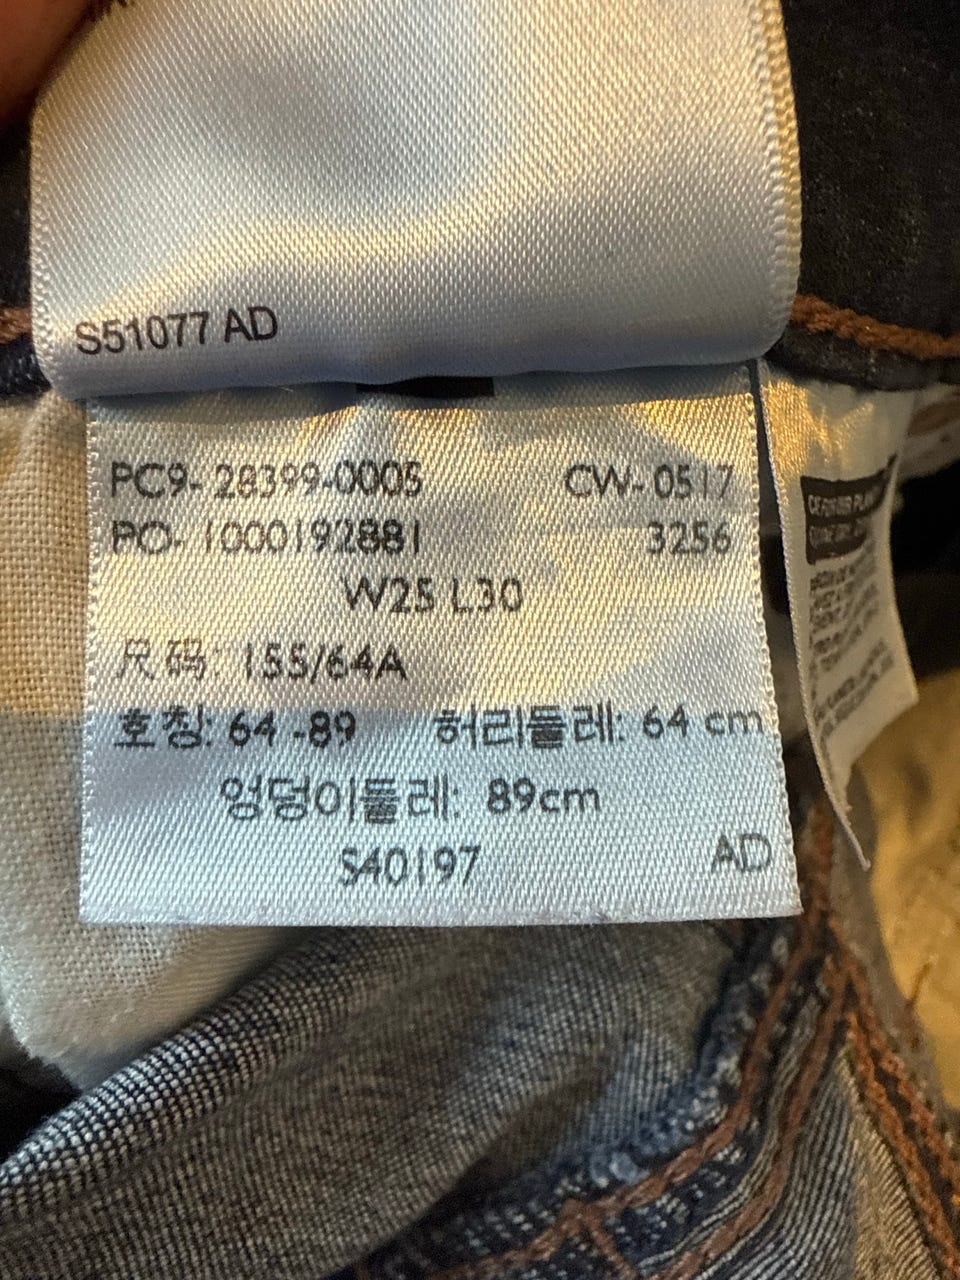 S51077 AD
PC9- 28399-0005 CW- 0517
PO- 1000192881 3256
W25 L30
尺码: 155/64A
호칭: 64 -89 허리둘레: 64 cm
엉덩이둘레: 89cm
S40197 AD